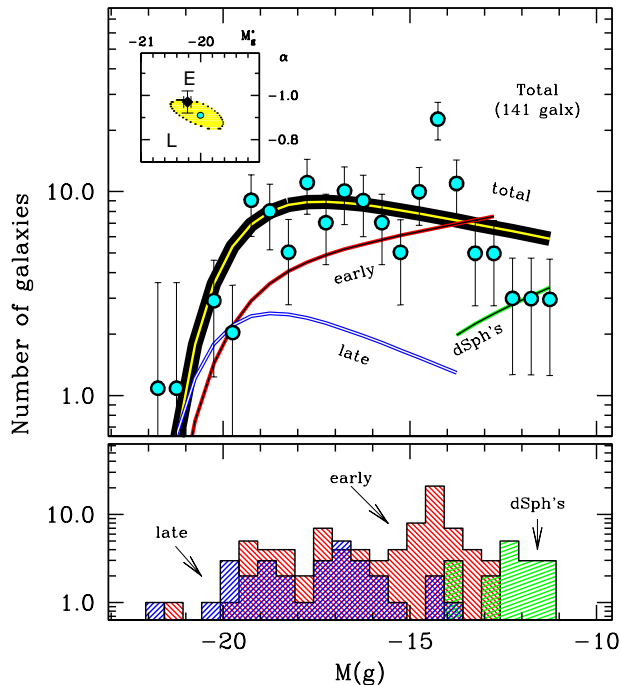 −21 −20
M*g α
E
L
−1.0
−0.8
Total
(141 galx)
total
early
late
dSph's
10.0
1.0
Number of galaxies
late
early
dSph's
10.0
1.0
−20 −15 −10
M(g)